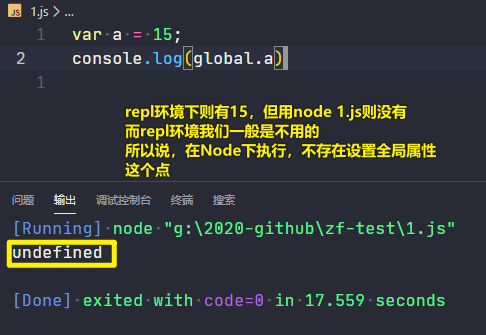 JS 1.js > ...
1 var a = 15;
2 console.log(global.a)
1
repl环境下则有15，但用node 1.js则没有
而repl环境我们一般是不用的
所以说，在Node下执行，不存在设置全局属性
这个点
问题 输出 调试控制台 终端 搜索
[Running] node "g:\2020-github\zf-test\1.js"
undefined
[Done] exited with code=0 in 17.559 seconds